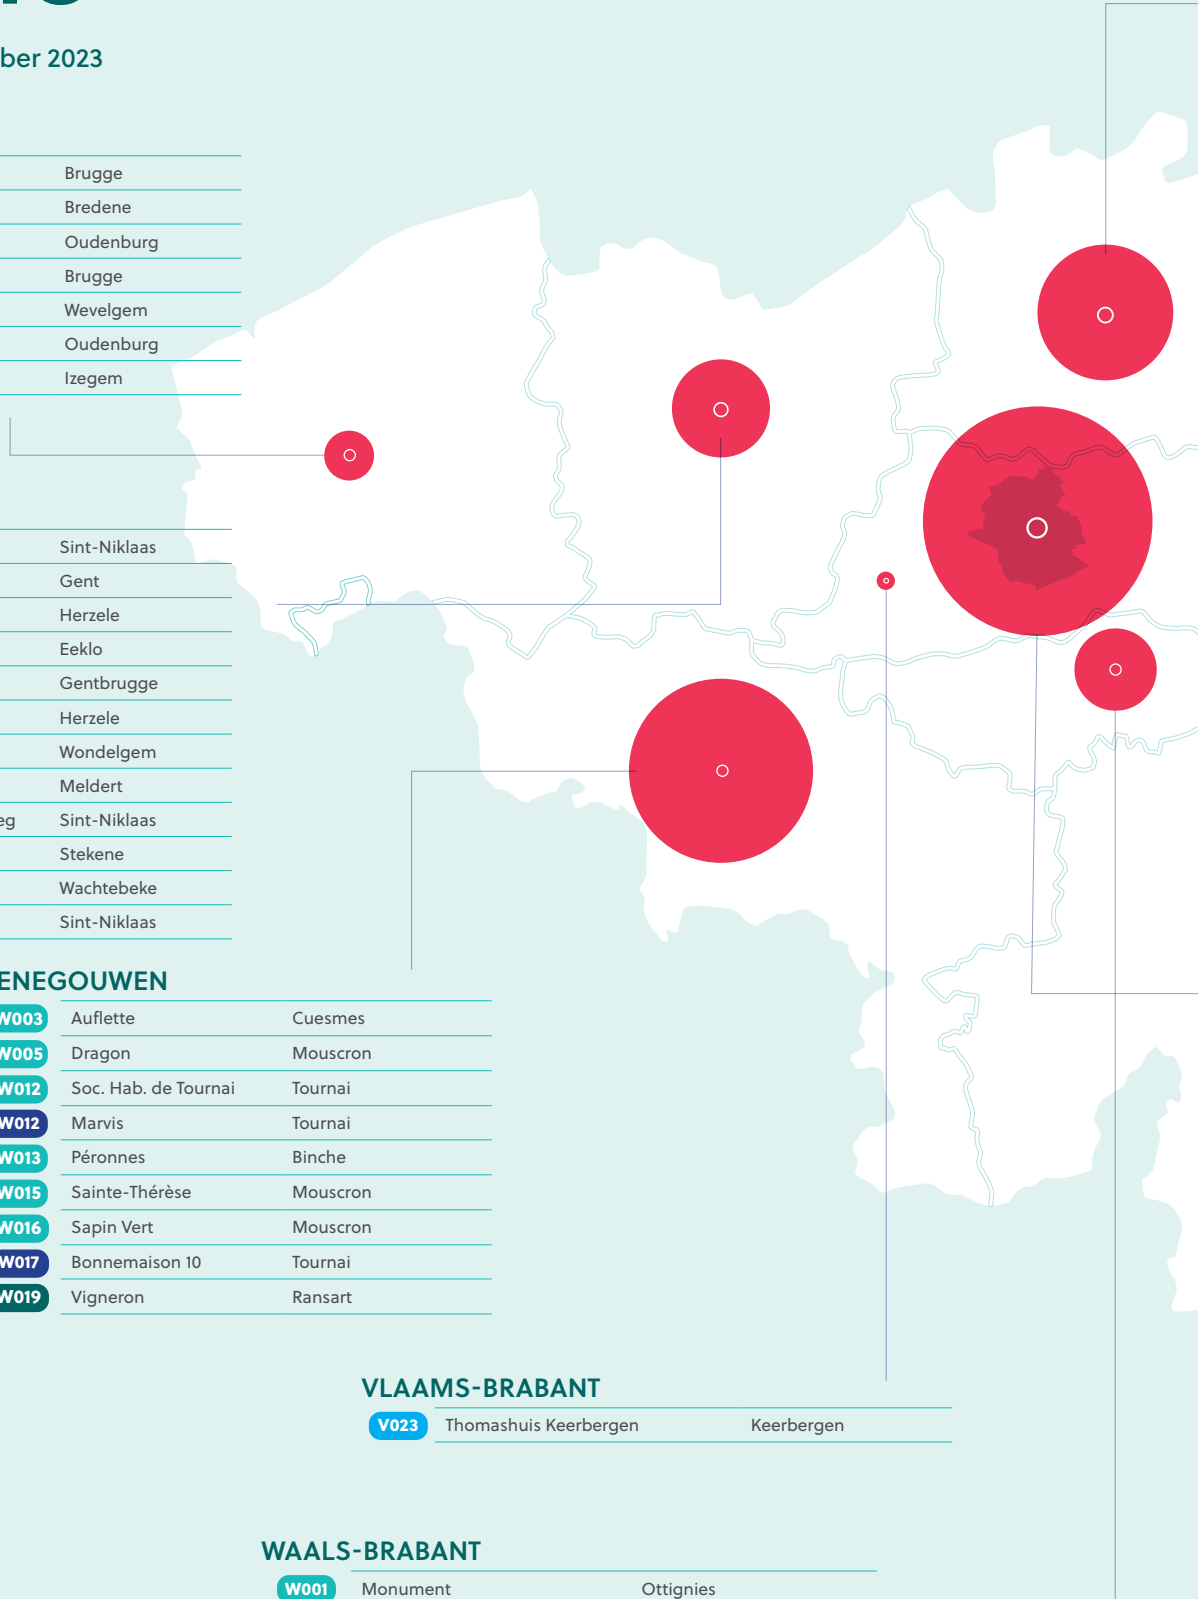 ber 2023
Brugge
Bredene
Oudenburg
Brugge
Wevelgem
Oudenburg
Izegem
Sint-Niklaas
Gent
Herzele
Eeklo
Gentbrugge
Herzele
Wondelgem
Meldert
eg Sint-Niklaas
Stekene
Wachtebeke
Sint-Niklaas
ENEGOUWEN
W003 Auflette Cuesmes
W005 Dragon Mouscron
W012 Soc. Hab. de Tournai Tournai
W012 Marvis Tournai
W013 Péronnes Binche
W015 Sainte-Thérèse Mouscron
W016 Sapin Vert Mouscron
W017 Bonnemaison 10 Tournai
W019 Vigneron Ransart
VLAAMS-BRABANT
V023 Thomashuis Keerbergen Keerbergen
WAALS-BRABANT
W001 Monument Ottignies